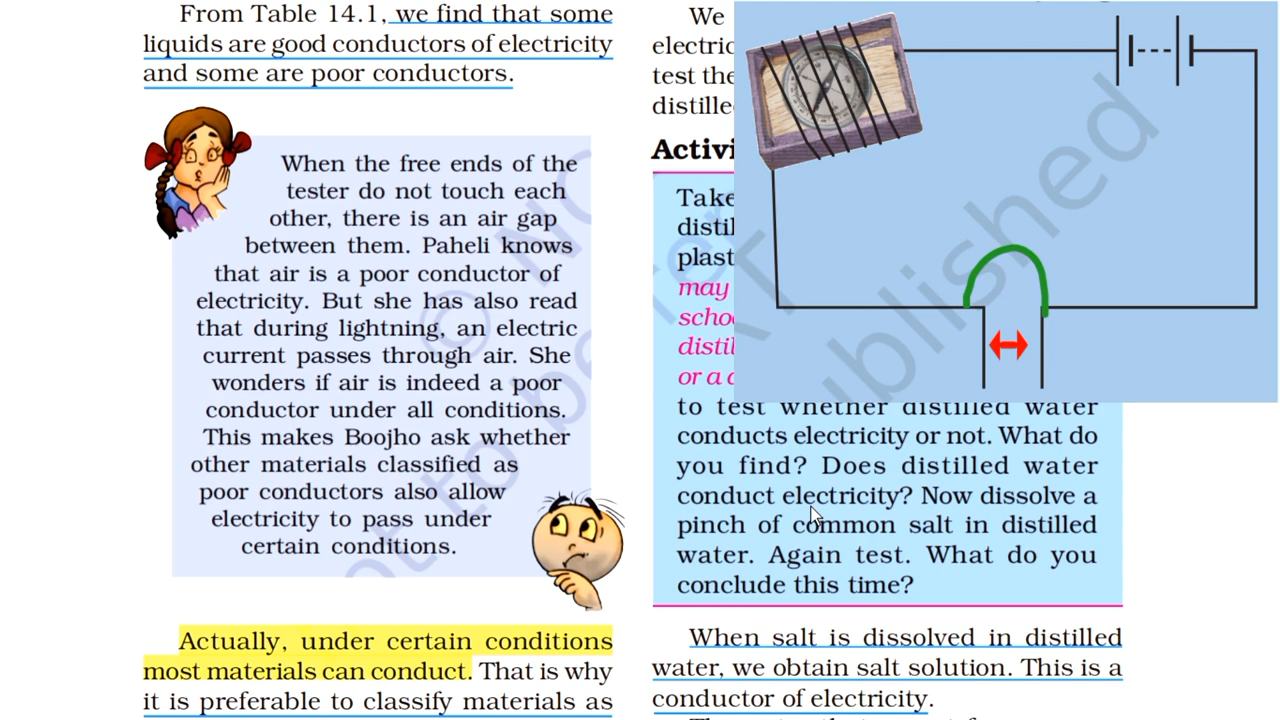 From Table 14.1, we find that some
liquids are good conductors of electricity
and some are poor conductors.
When the free ends of the
tester do not touch each
other, there is an air gap
between them. Paheli knows
that air is a poor conductor of
electricity. But she has also read
that during lightning, an electric
current passes through air. She
wonders if air is indeed a poor
conductor under all conditions.
This makes Boojho ask whether
other materials classified as
poor conductors also allow
electricity to pass under
certain conditions.
Actually, under certain conditions
most materials can conduct. That is why
it is preferable to classify materials as
We
electric
test the
distille
Activi
Take
distil
plast
may
scho
distil
or a
to test whether distilled water
conducts electricity or not. What do
you find? Does distilled water
conduct electricity? Now dissolve a
pinch of common salt in distilled
water. Again test. What do you
conclude this time?
When salt is dissolved in distilled
water, we obtain salt solution. This is a
conductor of electricity.